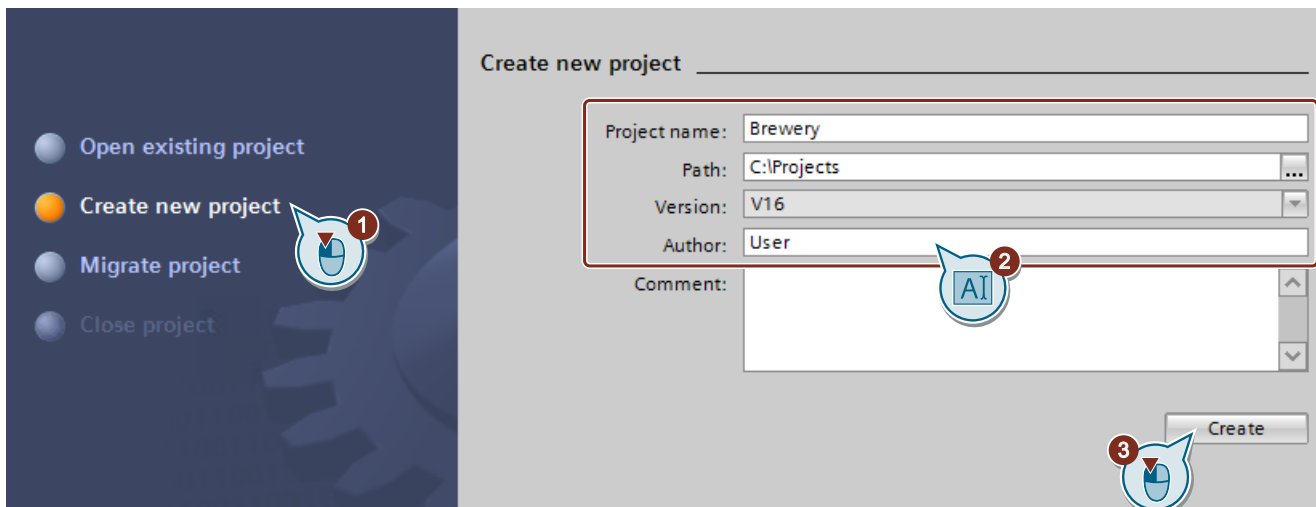 Create new project
Open existing project
Create new project
Migrate project
Close project
1
Project name: Brewery
Path: C:\Projects ...
Version: V16
Author: User
2
AI
Comment:
Create
3